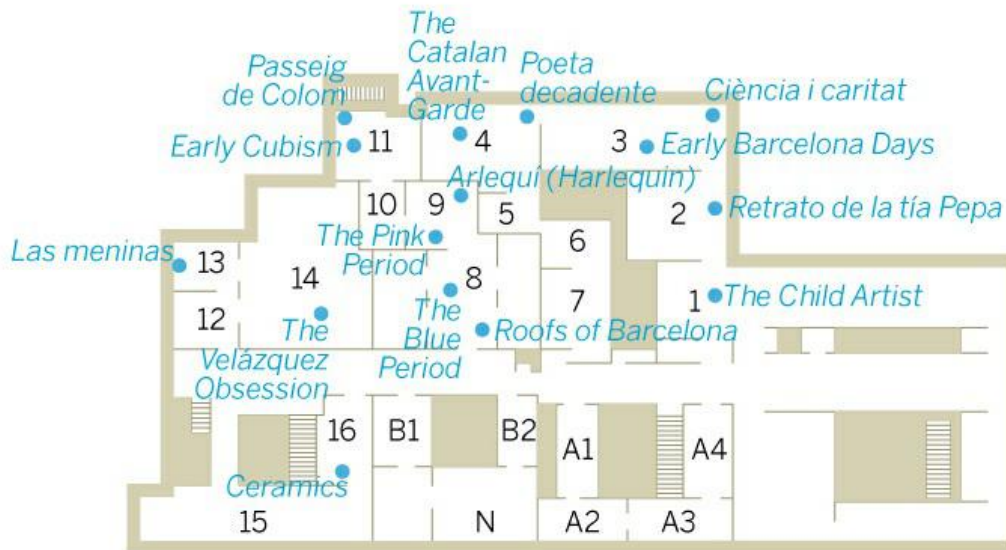 The
Catalan
Avant-
Garde
Passeig
de Colom
Poeta
decadente
Ciència i caritat
Early Cubism
11
4
3
Early Barcelona Days
Arlequí (Harlequin)
10
9
5
2
Retrato de la tía Pepa
The Pink
Period
6
Las meninas
13
14
8
7
1
The Child Artist
12
The
Velázquez
Obsession
The
Blue
Period
Roofs of Barcelona
16
B1
B2
A1
A4
Ceramics
15
N
A2
A3